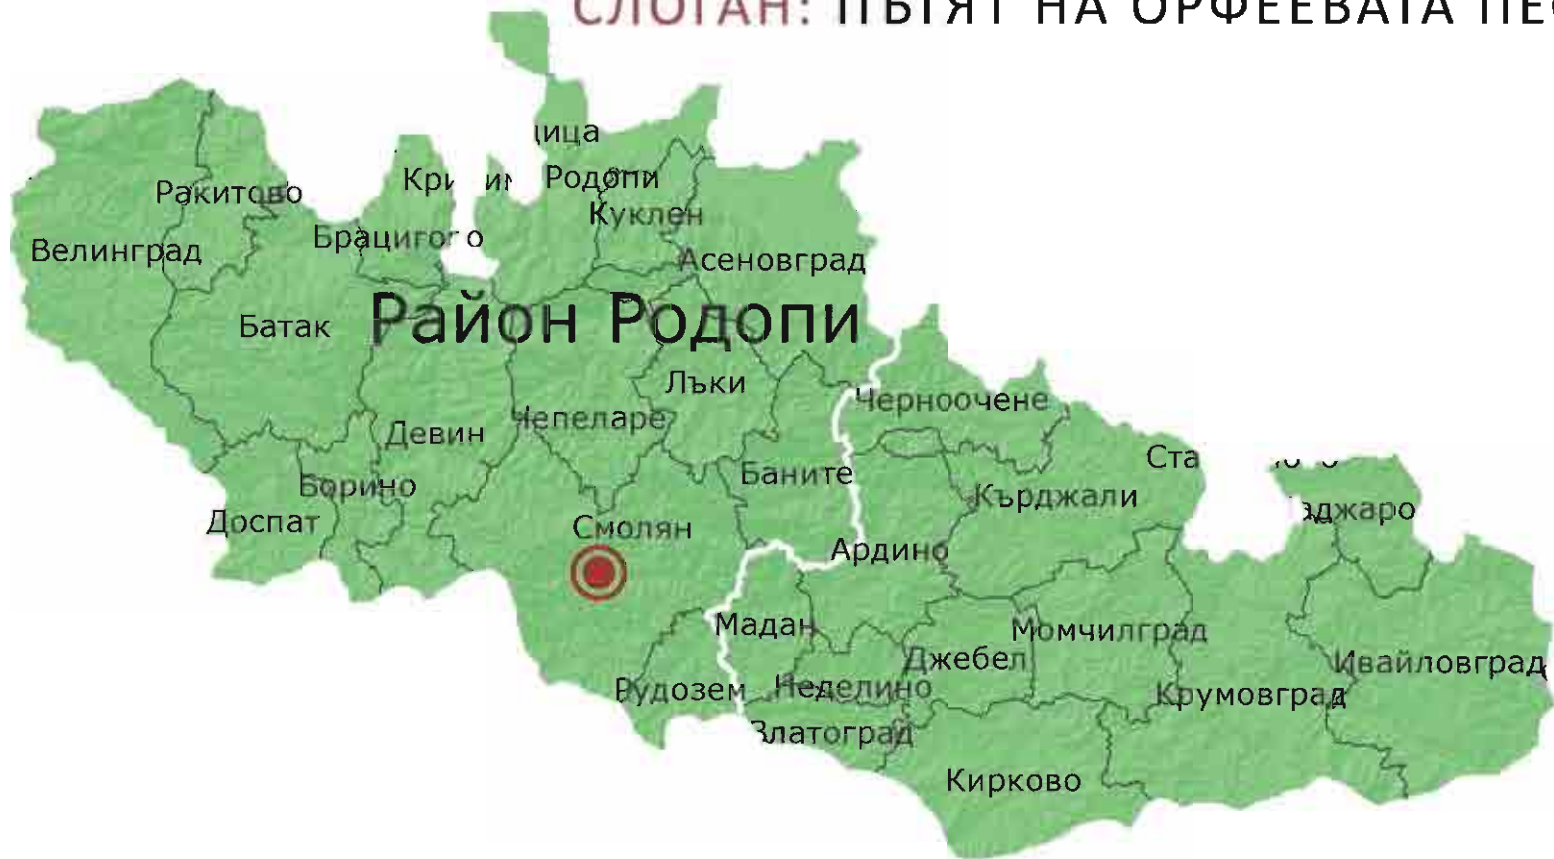 СЛОГАН: ПЪТЯТ НА ОРФЕЕВАТА
Родопи
Ракитово
Куклен
Велинград
Асеновград
Район Родопи
Батак
Лъки
Черноочене
Чепеларе
Девин
Баните
Борино
Кърджали
Доспат
Смолян
Ардино
Мадан
Момчилград
Джебел
Ивайловград
Рудозем
Неделино
Крумовград
Златоград
Кирково